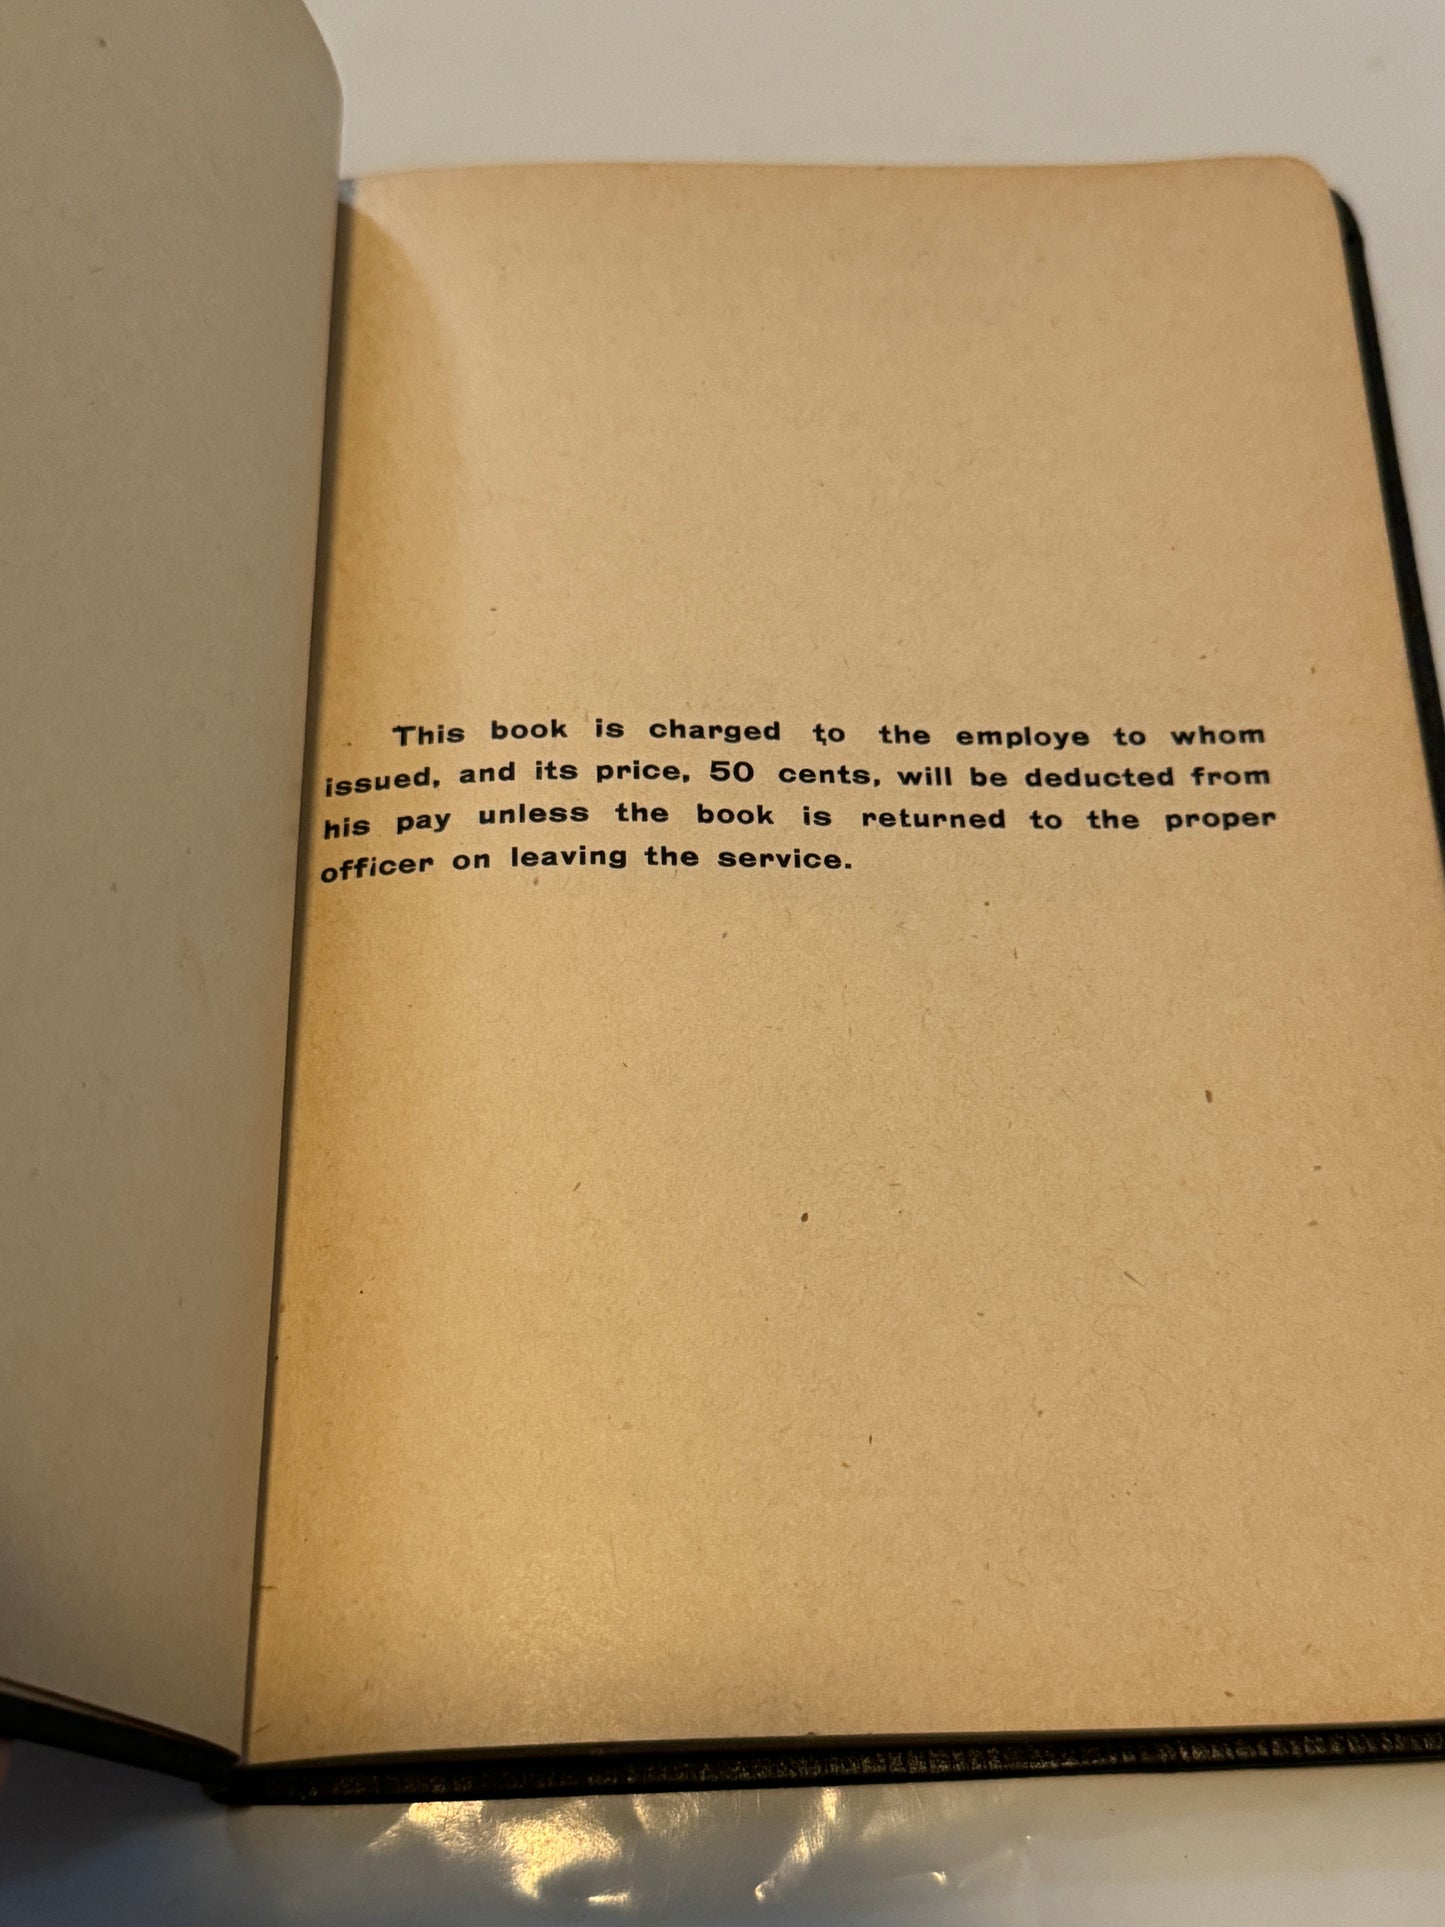 This book is charged to the employe to whom
issued, and its price, 50 cents, will be deducted from
his pay unless the book is returned to the proper
officer on leaving the service.